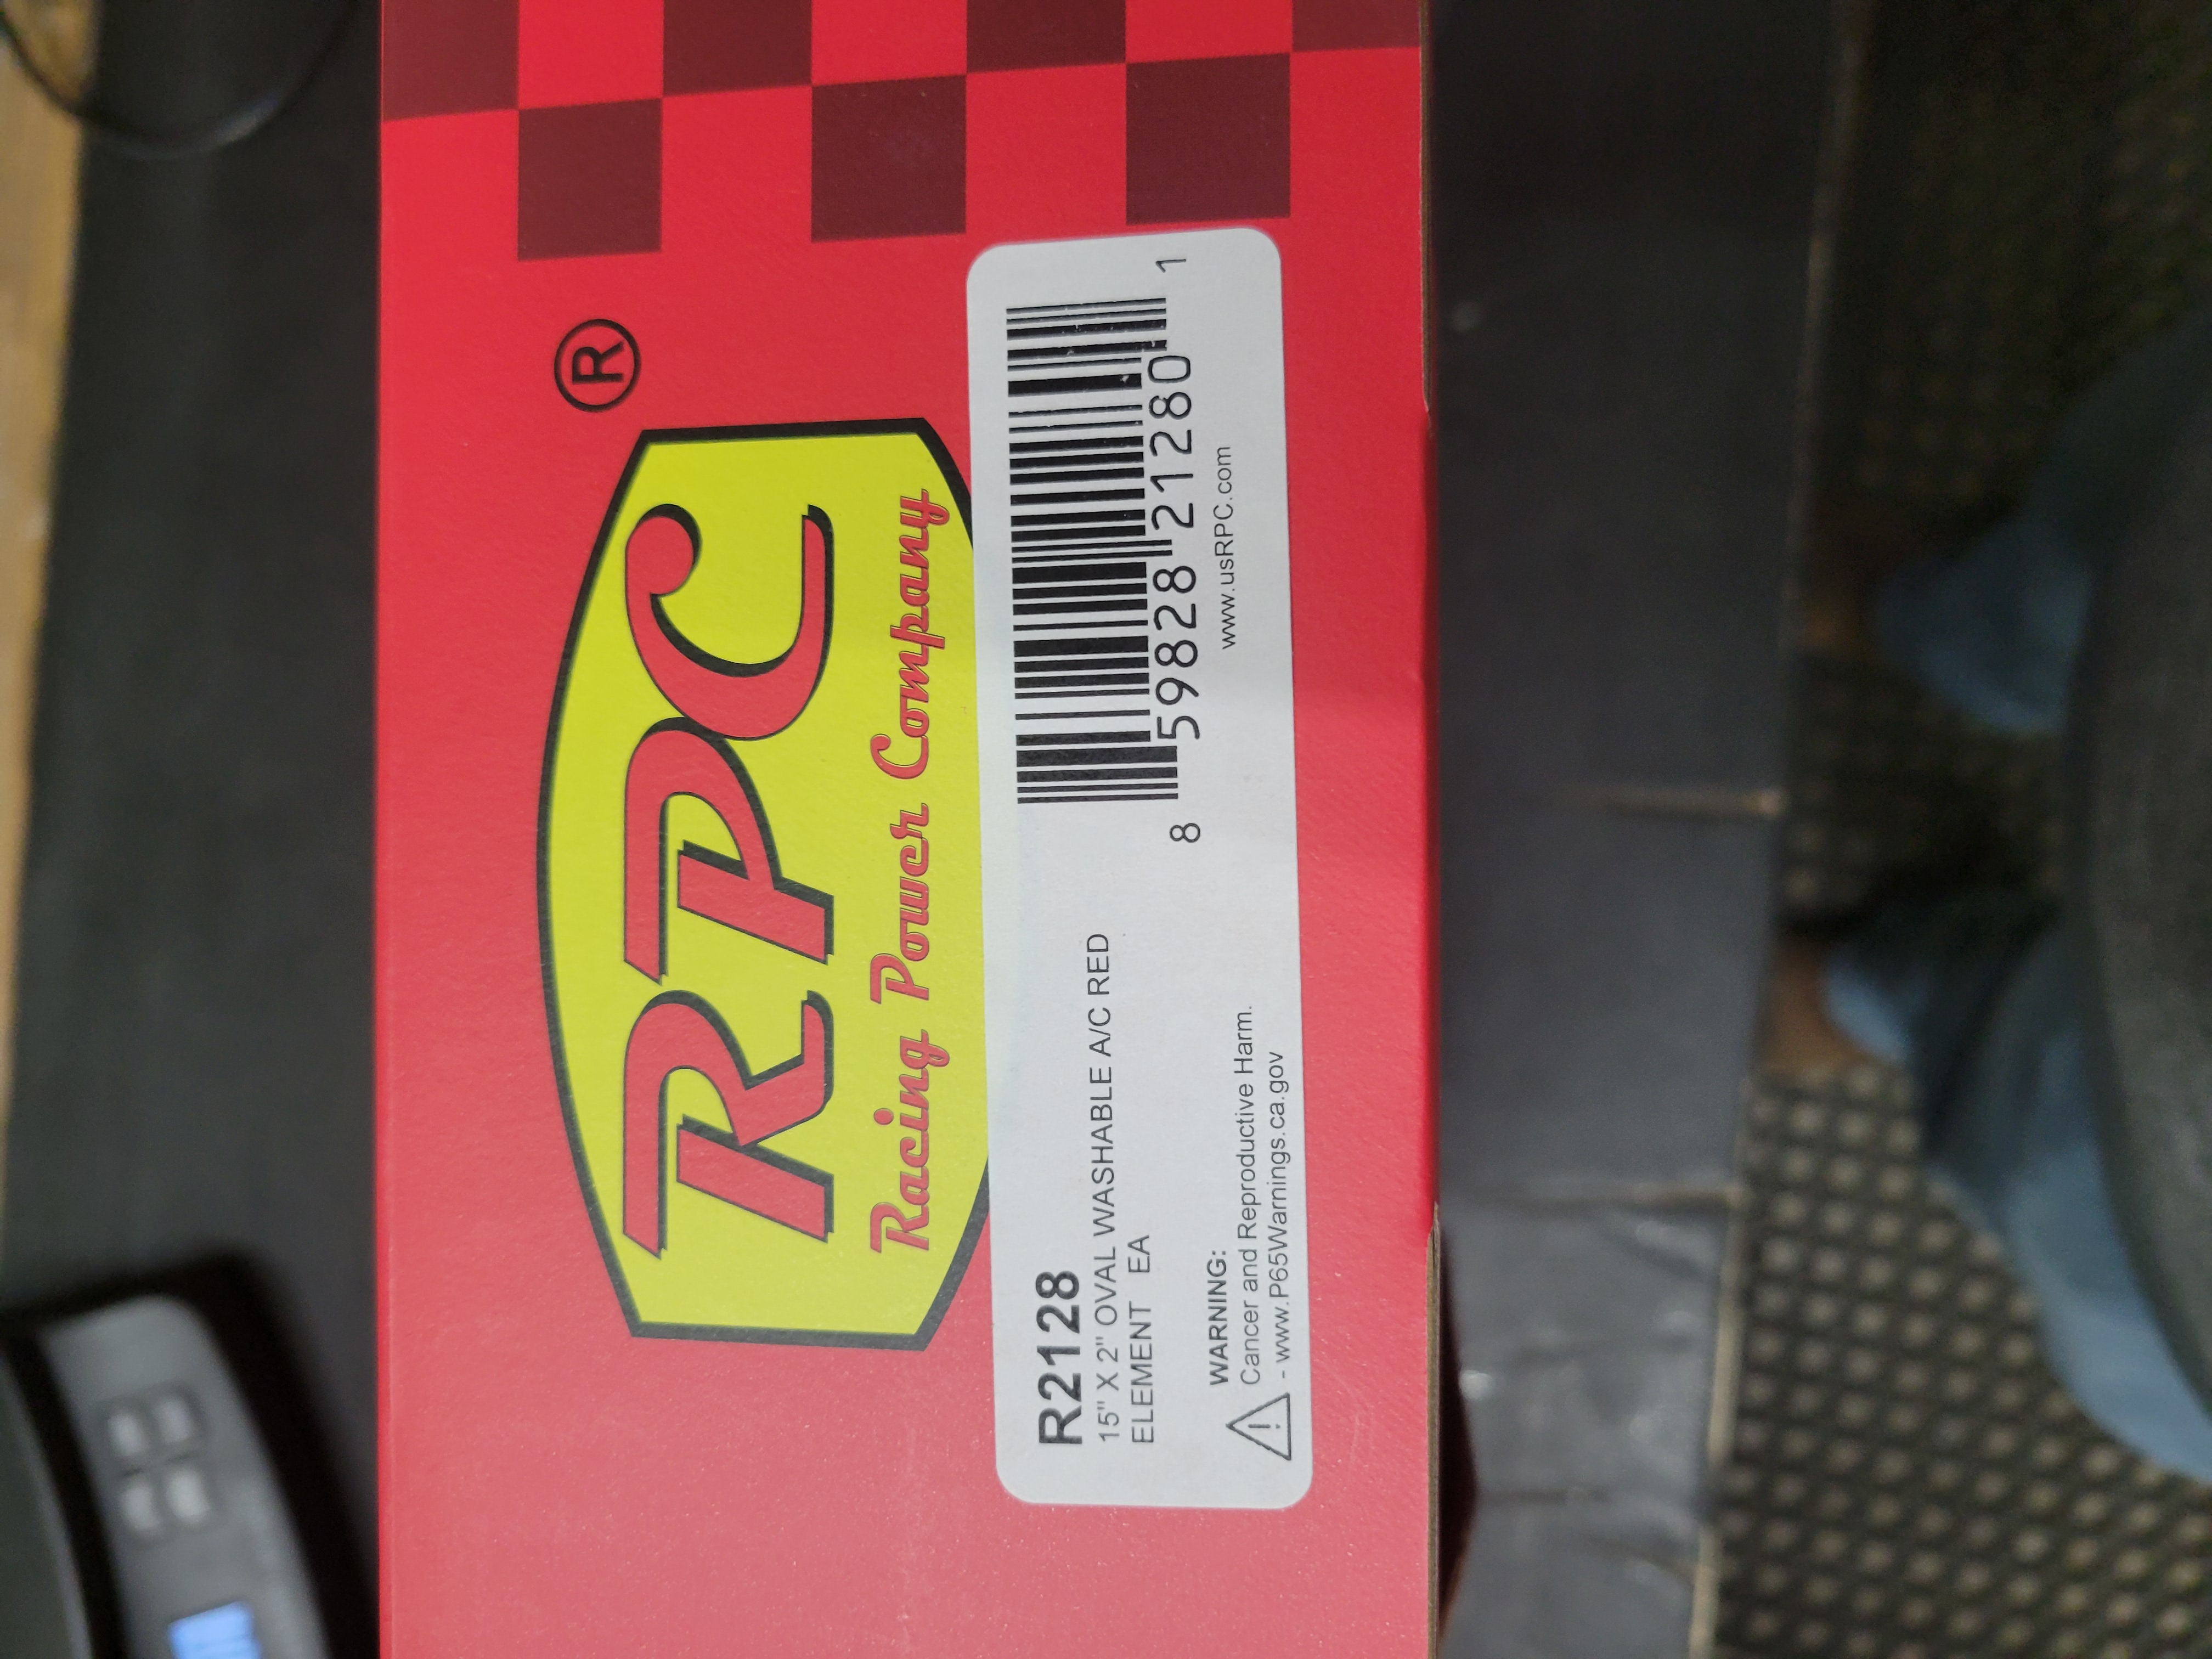 RPC®
Racing Power Company
R2128
15" X 2" OVAL WASHABLE A/C RED
ELEMENT EA
WARNING:
Cancer and Reproductive Harm.
- www.P65Warnings.ca.gov
8 59828 21280 1
www.usRPC.com